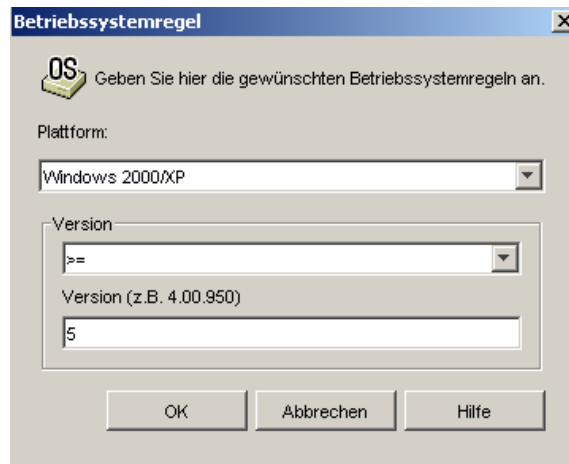 Betriebssystemregel
OS
Geben Sie hier die gewünschten Betriebssystemregeln an.
Plattform:
Windows 2000/XP
Version
>=
Version (z.B. 4.00.950)
5
OK Abbrechen Hilfe